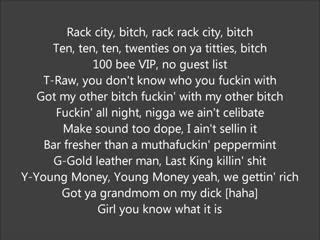 Rack city, bitch, rack rack city, bitch
Ten, ten, ten, twenties on ya titties, bitch
100 bee VIP, no guest list
T-Raw, you don't know who you fuckin with
Got my other bitch fuckin' with my other bitch
Fuckin' all night, nigga we ain't celibate
Make sound too dope, I ain't sellin it
Bar fresher than a muthafuckin' peppermint
G-Gold leather man, Last King killin' shit
Y-Young Money, Young Money yeah, we gettin' rich
Got ya grandmom on my dick [haha]
Girl you know what it is